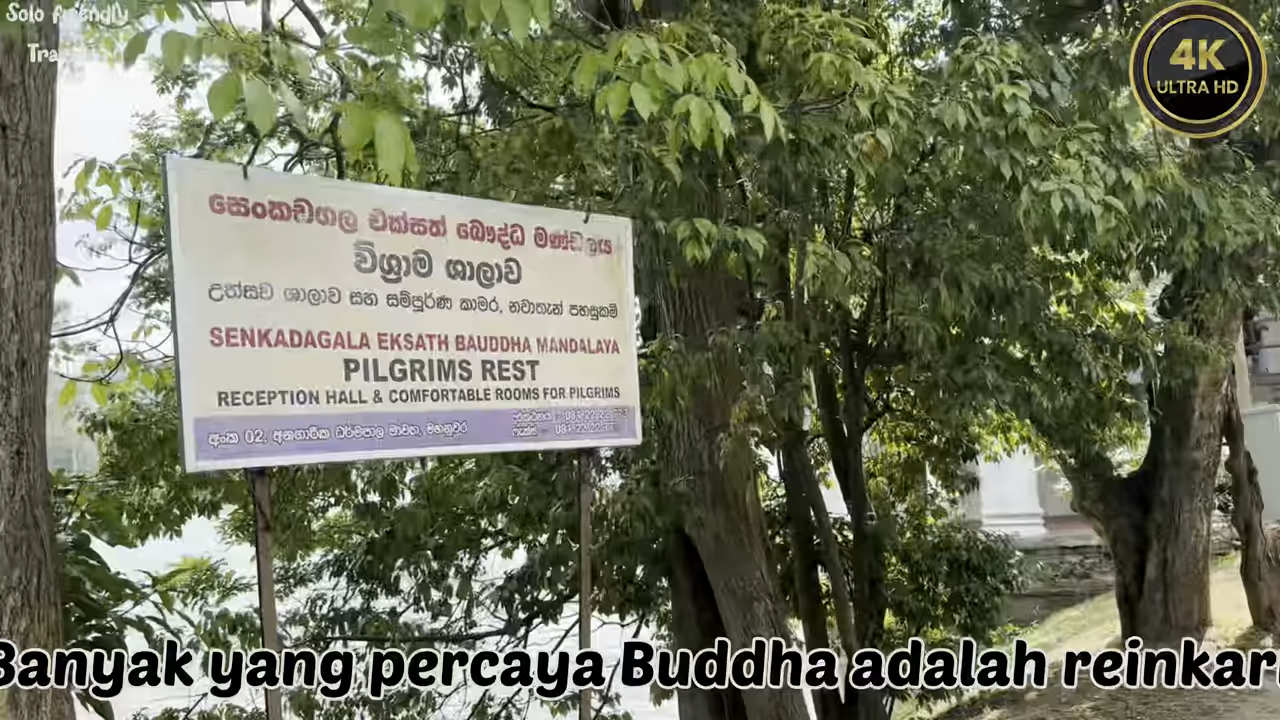 Solo friendly
4K
ULTRA HD
සෙංකඩගල එක්සත් බෞද්ධ මණ්ඩලය
විශ්‍රාම ශාලාව
උත්සව ශාලාව සහ සම්පූර්ණ කාමර, නවාතැන් පහසුකම්
SENKADAGALA EKSATH BAUDDHA MANDALAYA
PILGRIMS REST
RECEPTION HALL & COMFORTABLE ROOMS FOR PILGRIMS
අංක 02, අනගාරික ධර්මපාල මාවත, මහනුවර
Banyak yang percaya Buddha adalah